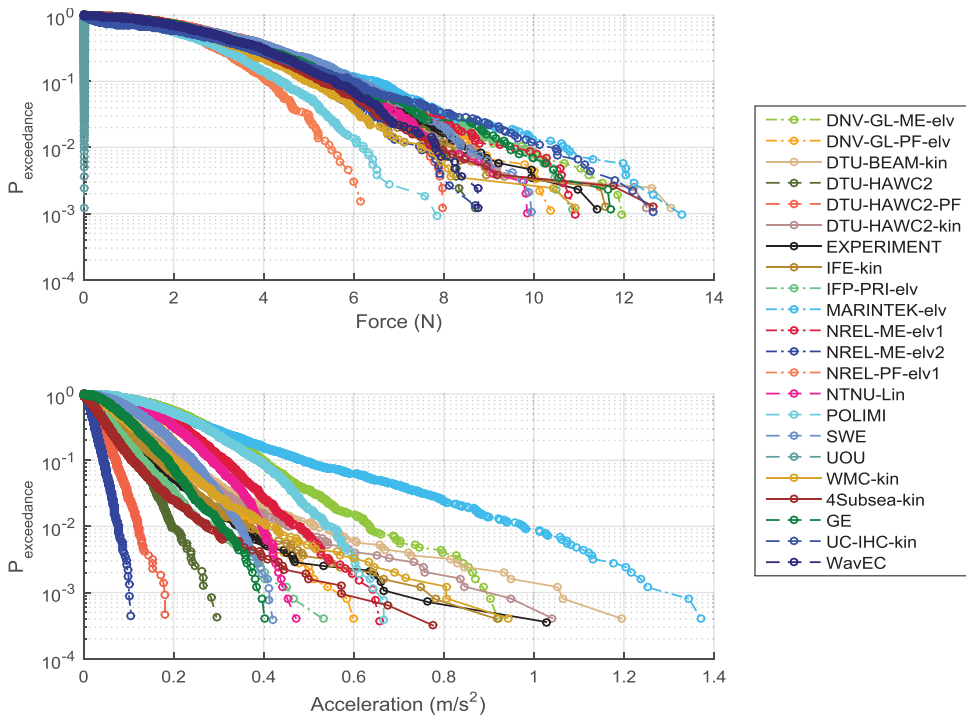 10^0
10^-1
10^-2
10^-3
10^-4
P_exceedance
0 2 4 6 8 10 12 14
Force (N)
10^0
10^-1
10^-2
10^-3
10^-4
P_exceedance
0 0.2 0.4 0.6 0.8 1 1.2 1.4
Acceleration (m/s^2)
DNV-GL-ME-elv
DNV-GL-PF-elv
DTU-BEAM-kin
DTU-HAWC2
DTU-HAWC2-PF
DTU-HAWC2-kin
EXPERIMENT
IFE-kin
IFP-PRI-elv
MARINTEK-elv
NREL-ME-elv1
NREL-ME-elv2
NREL-PF-elv1
NTNU-Lin
POLIMI
SWE
UOU
WMC-kin
4Subsea-kin
GE
UC-IHC-kin
WavEC